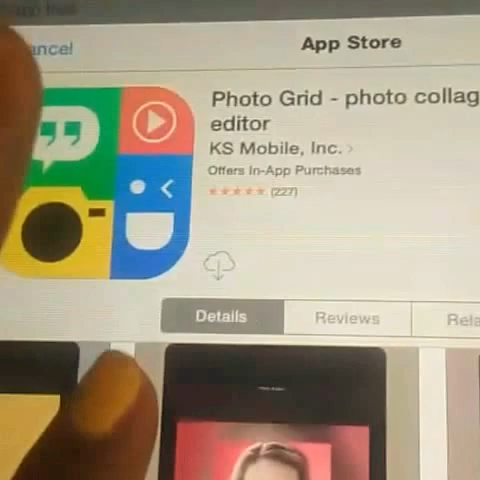 ancel
App Store
Photo Grid - photo collag
editor
KS Mobile, Inc. >
Offers In-App Purchases
★★★★★ (227)
Details
Reviews
Rela